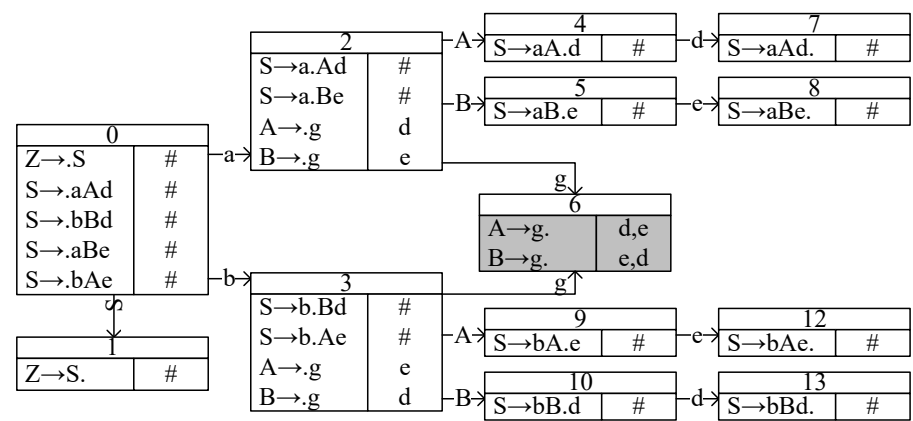 0
Z→.S #
S→.aAd #
S→.bBd #
S→.aBe #
S→.bAe #
S
1
Z→S. #
a
b
2
S→a.Ad #
S→a.Be #
A→.g d
B→.g e
A
B
g
3
S→b.Bd #
S→b.Ae #
A→.g e
B→.g d
g
A
B
4
S→aA.d #
d
7
S→aAd. #
5
S→aB.e #
e
8
S→aBe. #
6
A→g. d,e
B→g. e,d
9
S→bA.e #
e
12
S→bAe. #
10
S→bB.d #
d
13
S→bBd. #